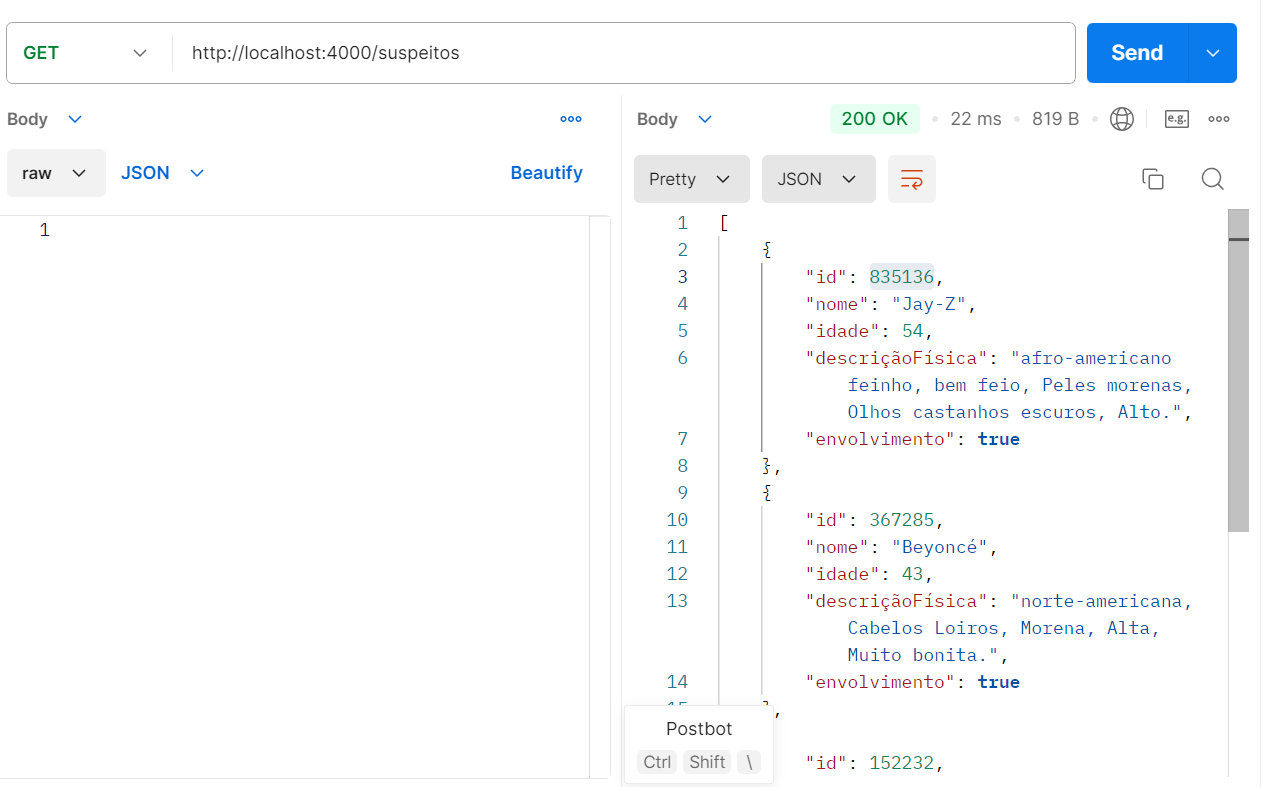 GET http://localhost:4000/suspeitos Send
Body ooo
raw JSON Beautify
1
Body 200 OK 22 ms 819 B e.g. ooo
Pretty JSON
1 [
2 {
3 "id": 835136,
4 "nome": "Jay-Z",
5 "idade": 54,
6 "descriçãoFísica": "afro-americano
feinho, bem feio, Peles morenas,
Olhos castanhos escuros, Alto.",
7 "envolvimento": true
8 },
9 {
10 "id": 367285,
11 "nome": "Beyoncé",
12 "idade": 43,
13 "descriçãoFísica": "norte-americana,
Cabelos Loiros, Morena, Alta,
Muito bonita.",
14 "envolvimento": true
15 },
"id": 152232,
Postbot
Ctrl Shift \